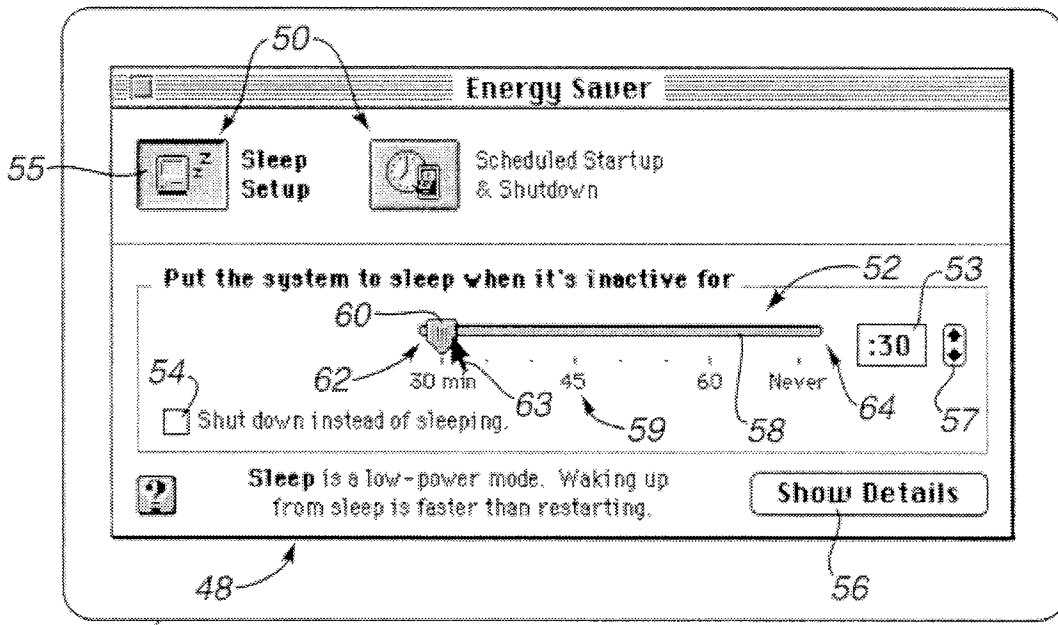 50
Energy Saver
55
Sleep
Setup
Scheduled Startup
& Shutdown
Put the system to sleep when it's inactive for
52
53
60
:30
62
30 min
45
60
Never
54
63
59
58
64
57
Shut down instead of sleeping.
?
Sleep is a low-power mode. Waking up
from sleep is faster than restarting.
Show Details
48
56